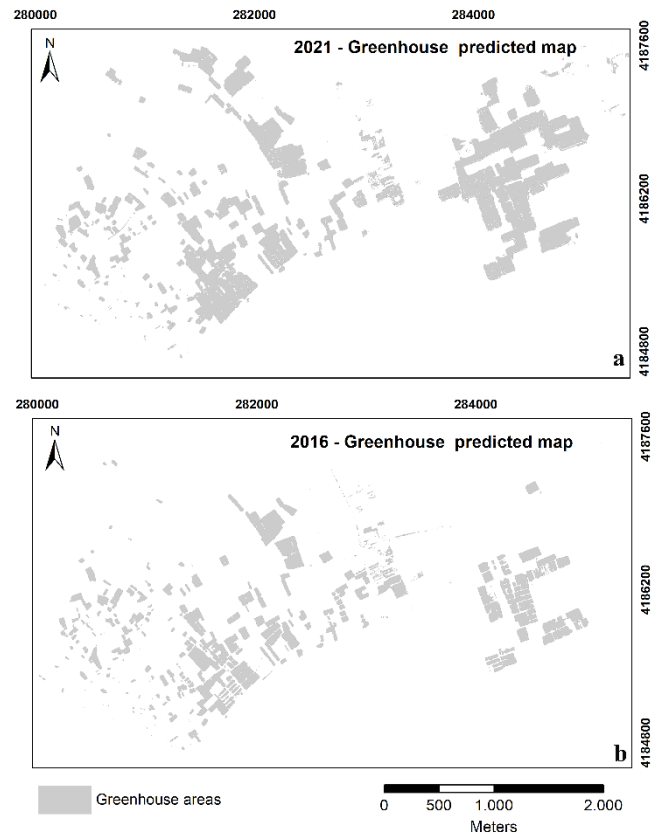 280000 282000 284000
N
2021 - Greenhouse predicted map
4187600
4186200
4184800
a
280000 282000 284000
N
2016 - Greenhouse predicted map
4187600
4186200
4184800
b
Greenhouse areas
0 500 1.000 2.000
Meters